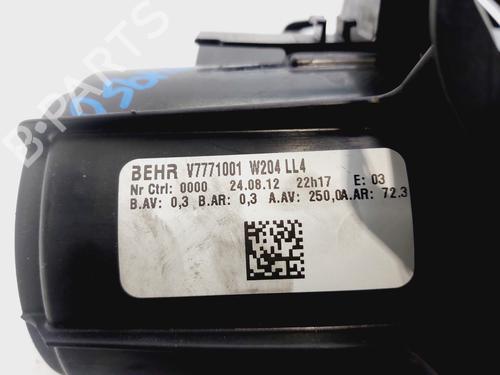 B-PARTS
BEHR V7771001 W204 LL4
Nr Ctrl: 0000 24.08.12 22h17 E: 03
B.AV: 0,3 B.AR: 0,3 A.AV: 250,0A.AR: 72.3